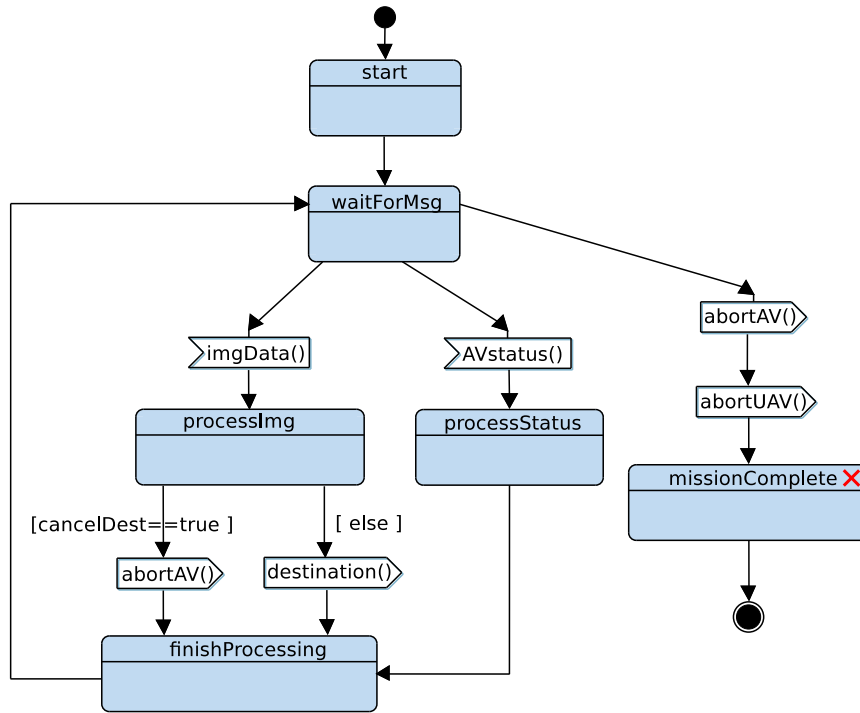 start
waitForMsg
abortAV()
imgData()
AVstatus()
abortUAV()
processImg
processStatus
missionComplete
[cancelDest==true ]
[ else ]
abortAV()
destination()
finishProcessing